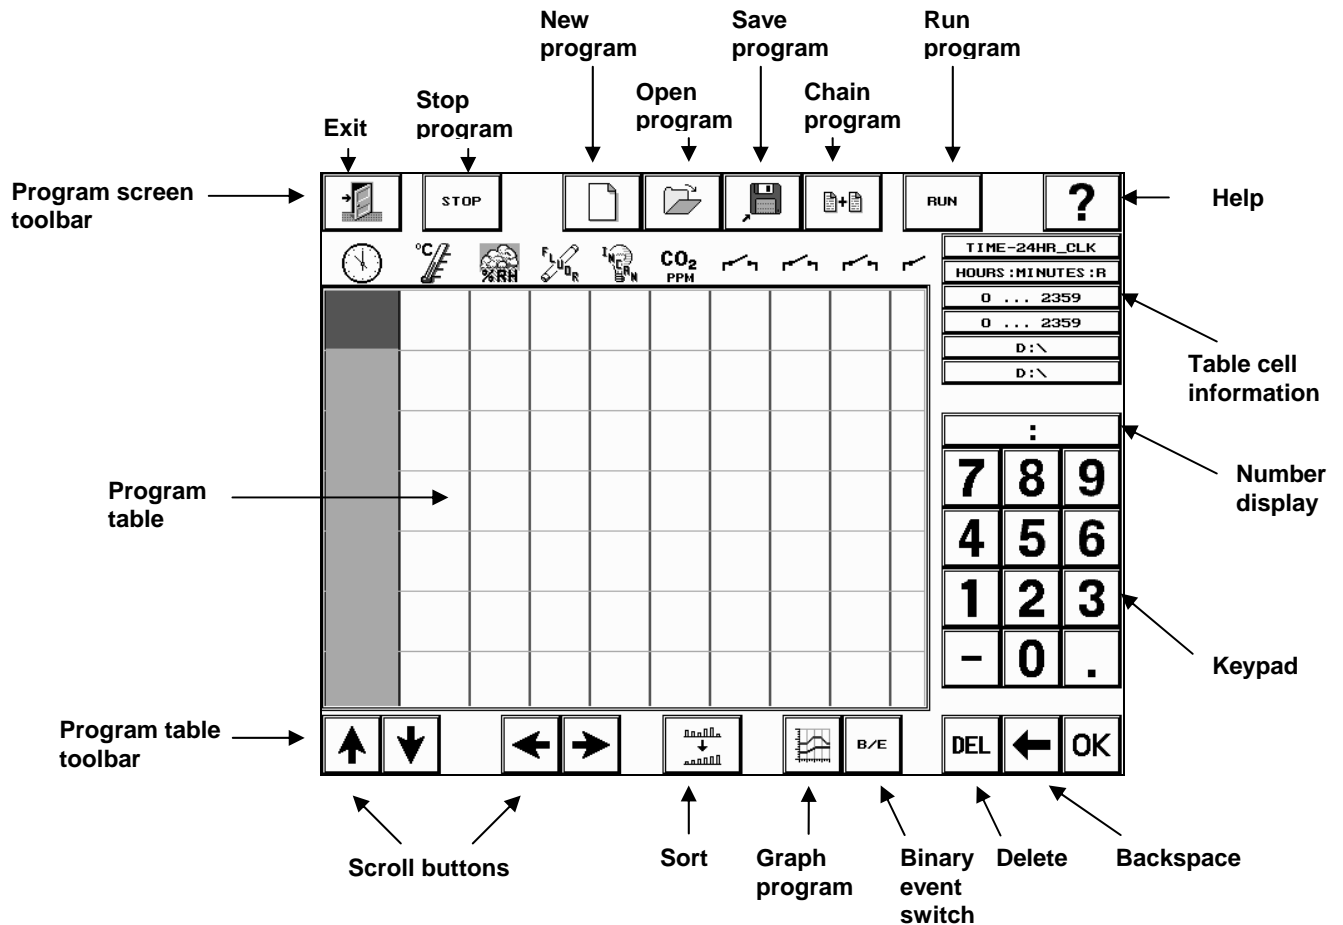 New
program
Save
program
Run
program
Open
program
Chain
program
Stop
program
Exit
Program screen
toolbar
STOP
RUN
?
Help
°C
%RH
FLUOR
INCAN
CO2
PPM
TIME-24HR_CLK
HOURS:MINUTES:R
0 ... 2359
0 ... 2359
D:\
D:\
Table cell
information
:
Number
display
7 8 9
4 5 6
1 2 3
- 0 .
Keypad
Program
table
Program table
toolbar
B/E
DEL
OK
Scroll buttons
Sort
Graph
program
Binary
event
switch
Delete
Backspace